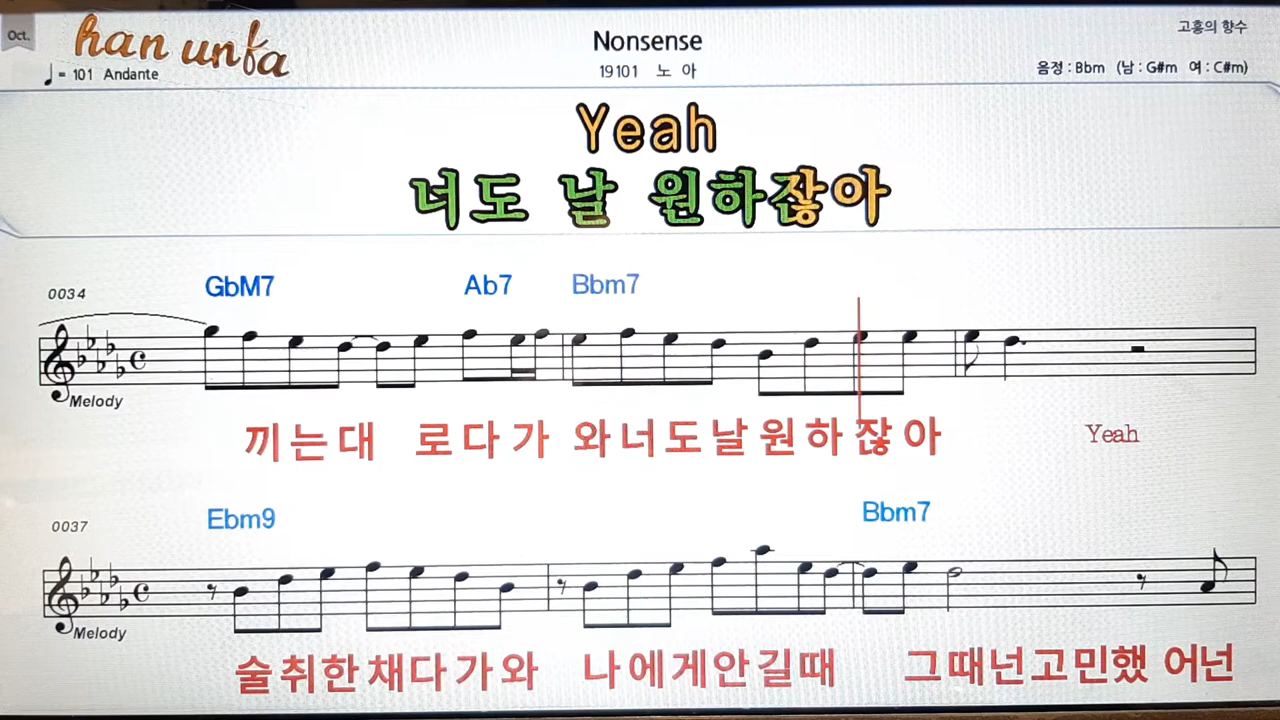 Oct.
han unfa
= 101 Andante
Nonsense
19101 노 아
고흥의 향수
음정 : Bbm (남 : G#m 여 : C#m)
Yeah
너도 날 원하잖아
0034
GbM7 Ab7 Bbm7
Melody
끼는대 로다가 와너도날원하잖아 Yeah
0037
Ebm9 Bbm7
Melody
술취한채다가와 나에게안길때 그때넌고민했 어넌